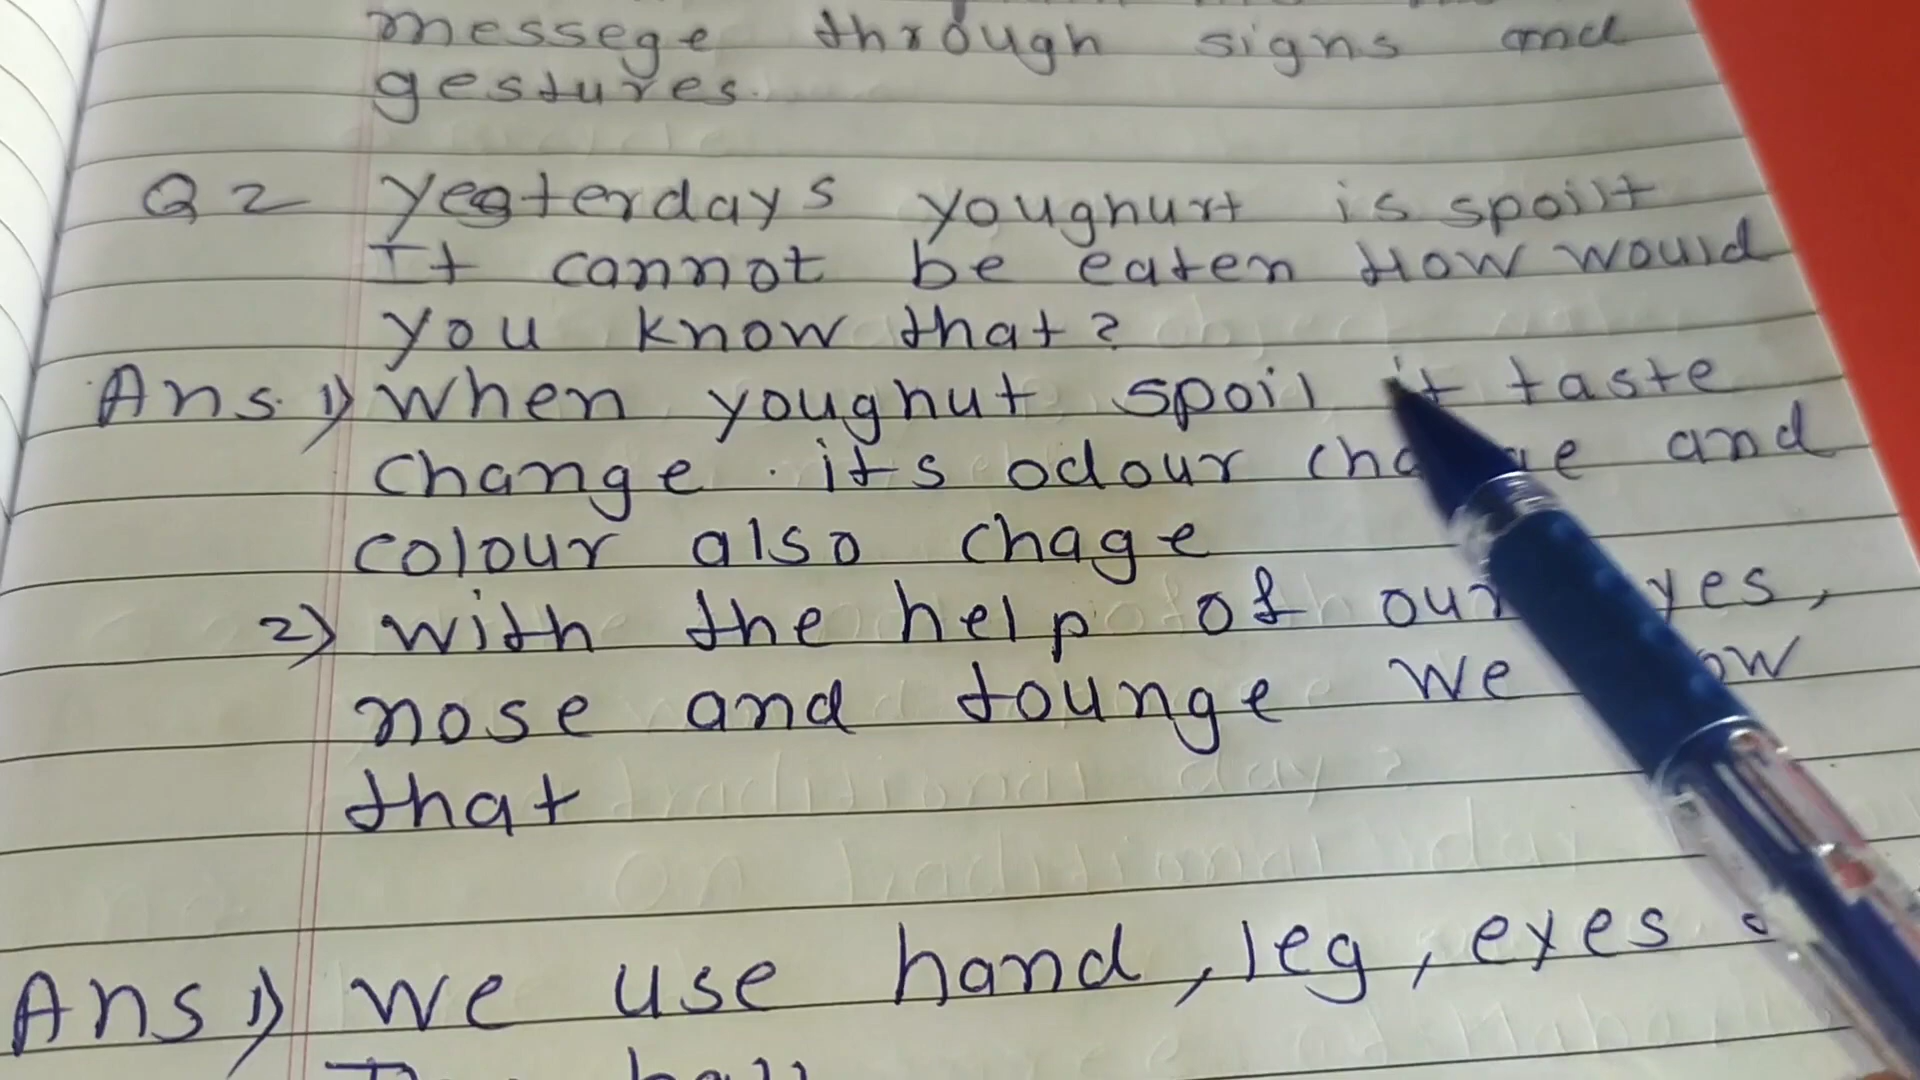 messege through signs and
gestures.
Q 2 Yesterdays youghurt is spoilt
It cannot be eaten How would
you know that?
Ans. 1) When youghut spoil it taste
change. its odour change and
colour also chage
2) With the help of our eyes,
nose and tounge we know
that
Ans 1) We use hand, leg, eyes